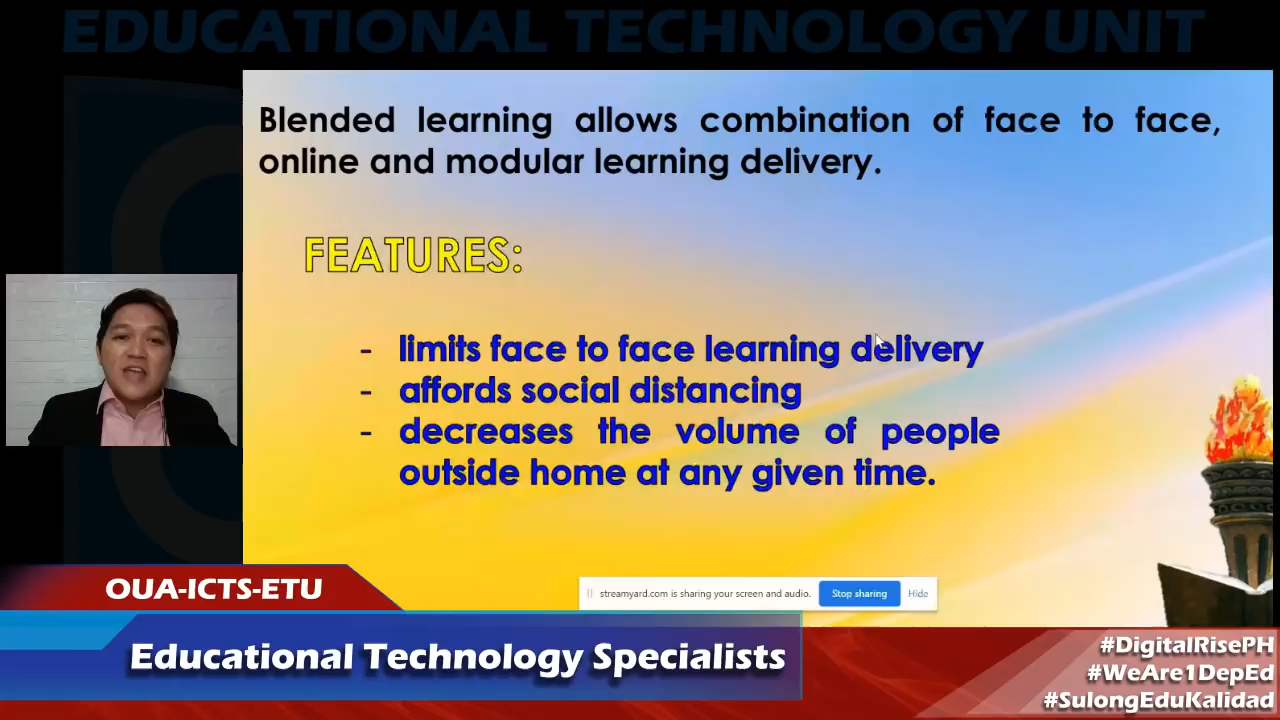 EDUCATIONAL TECHNOLOGY UNIT
Blended learning allows combination of face to face,
online and modular learning delivery.
FEATURES:
- limits face to face learning delivery
- affords social distancing
- decreases the volume of people
outside home at any given time.
OUA-ICTS-ETU
streamyard.com is sharing your screen and audio.
Stop sharing
Hide
Educational Technology Specialists
#DigitalRisePH
#WeAre1DepEd
#SulongEduKalidad